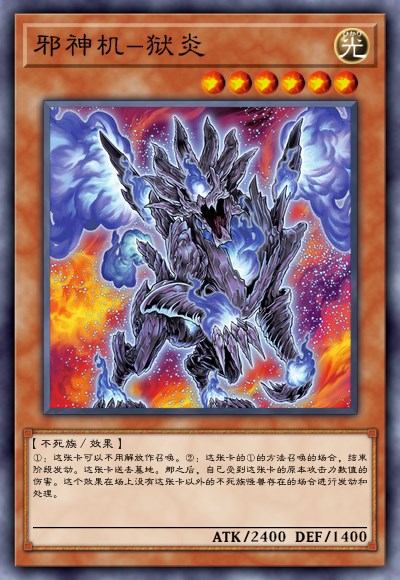 邪神机-狱炎
光
【不死族／效果】
①：这张卡可以不用解放作召唤。②：这张卡的①的方法召唤的场合，结束
阶段发动。这张卡送去墓地。那之后，自己受到这张卡的原本攻击力数值的
伤害。这个效果在场上没有这张卡以外的不死族怪兽存在的场合进行发动和
处理。
ATK/2400 DEF/1400